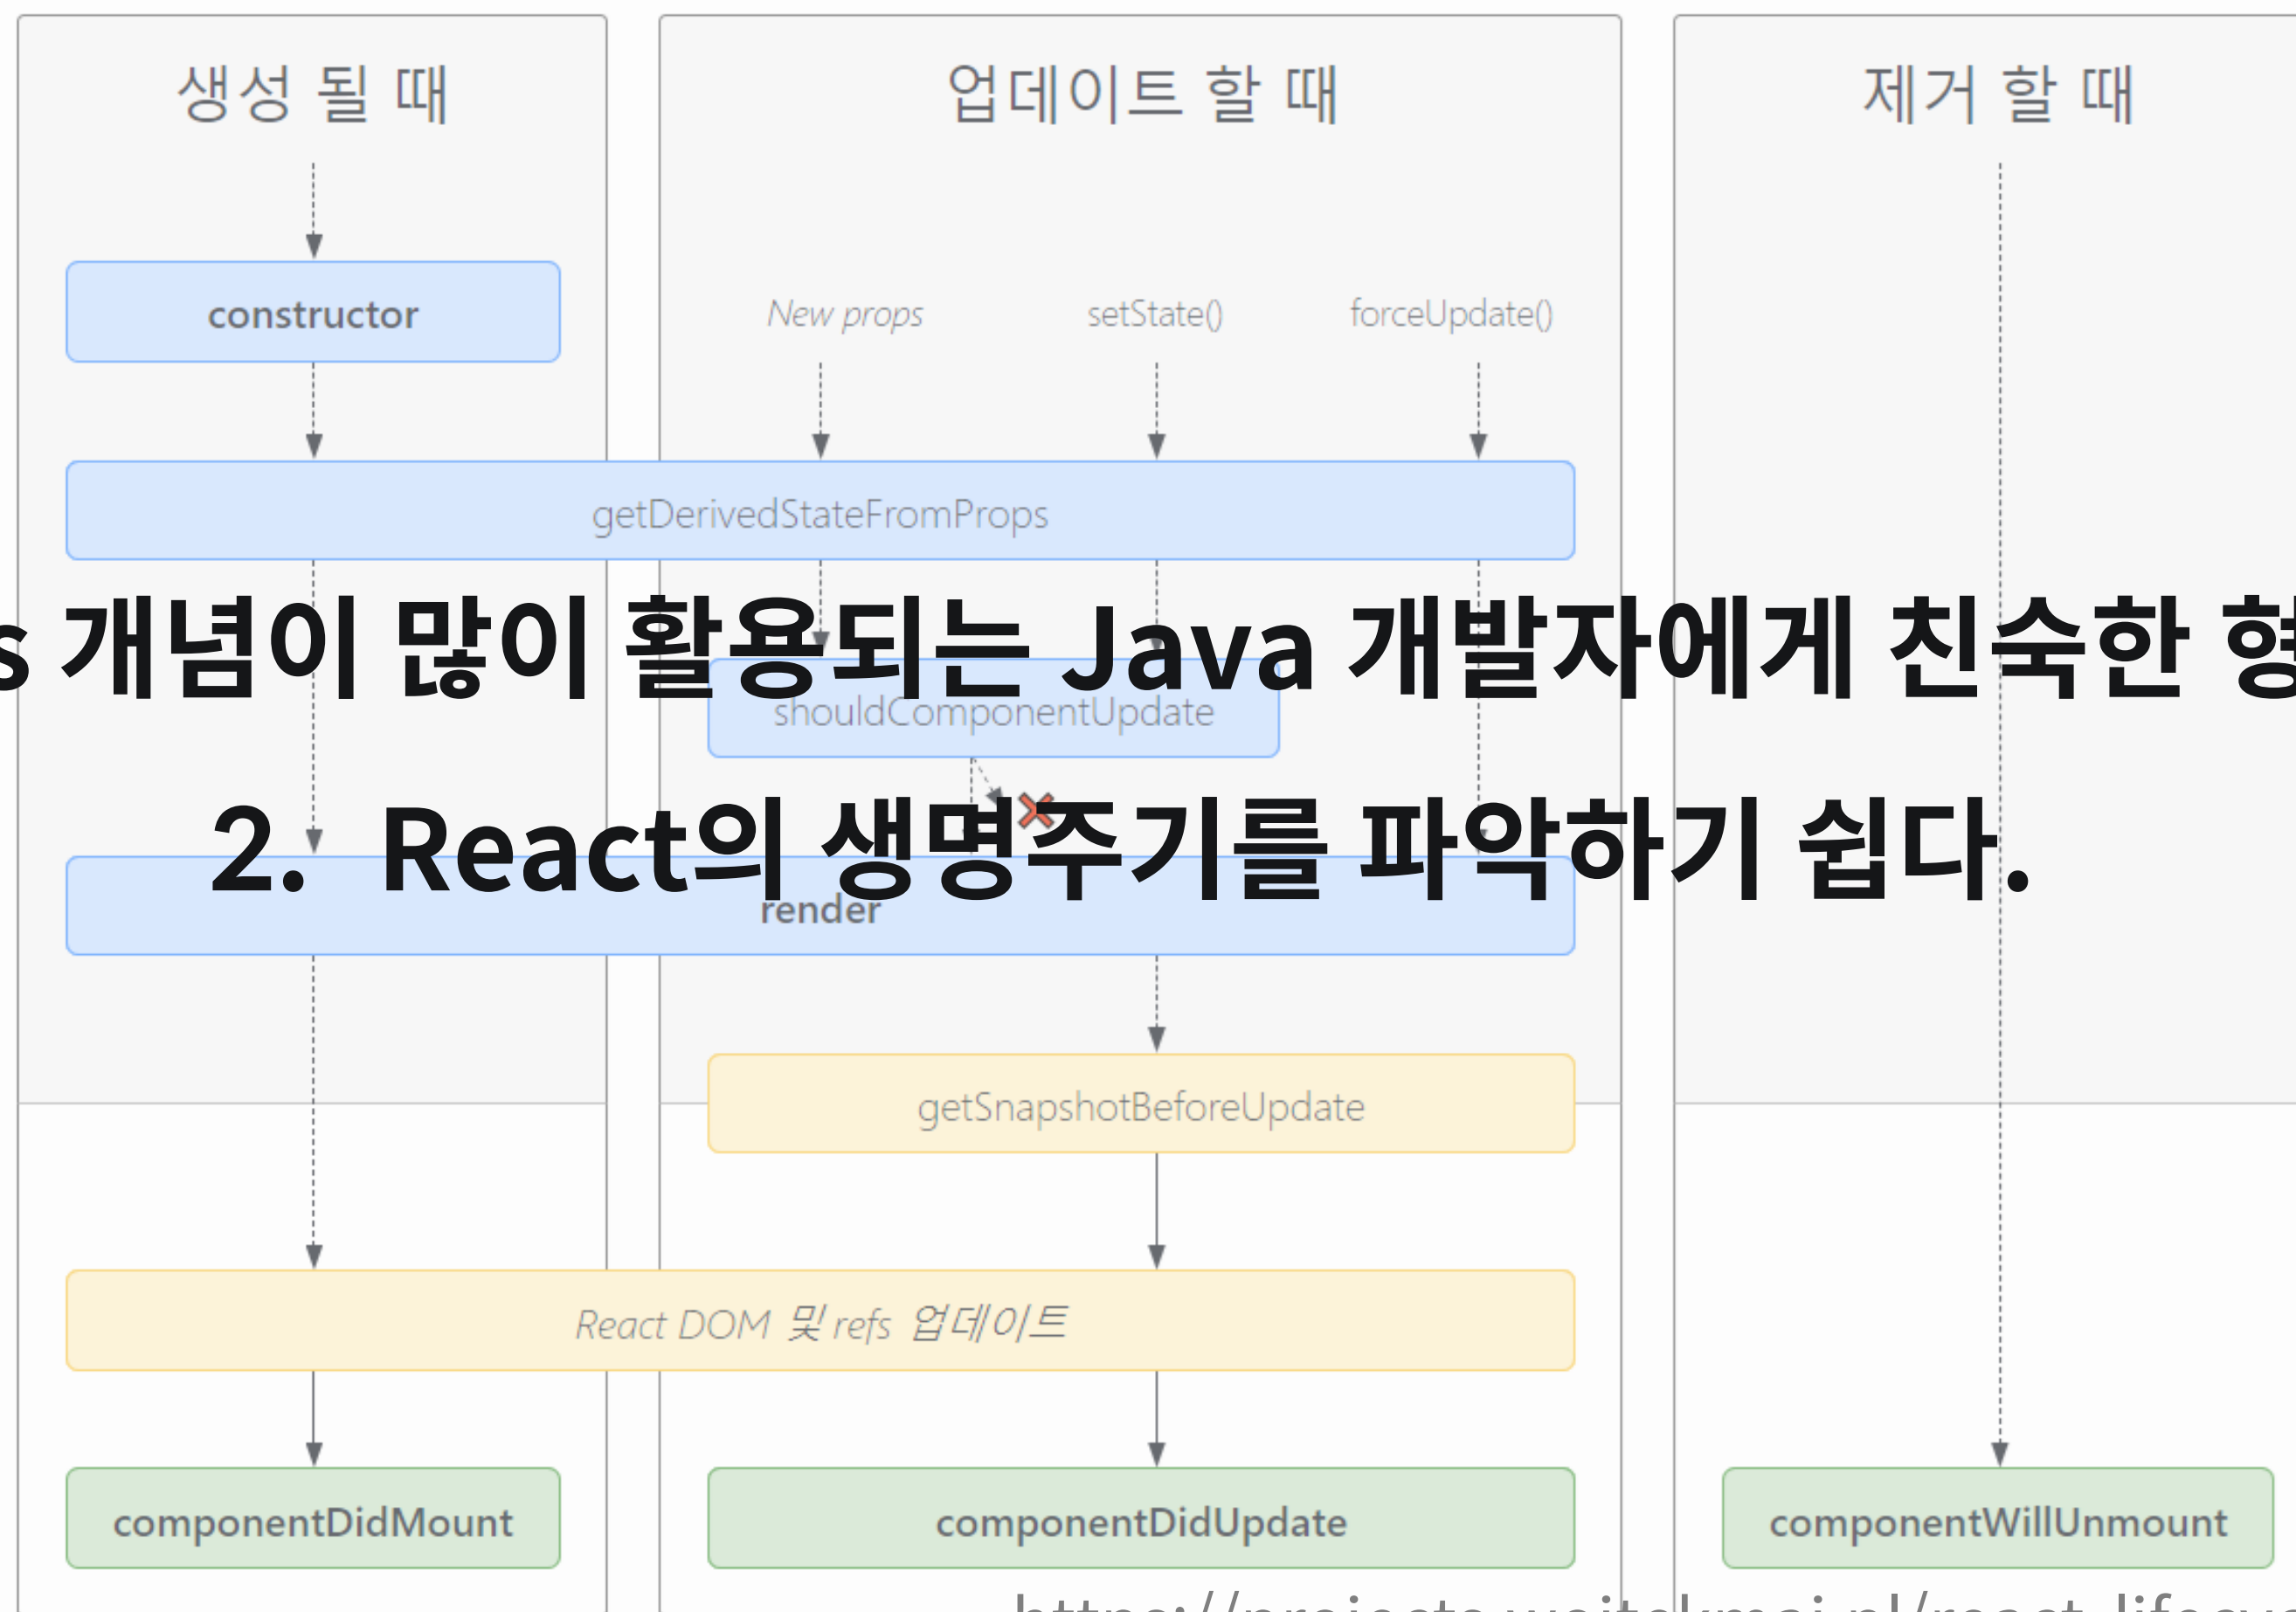 생성 될 때
업데이트 할 때
제거 할 때
constructor
New props
setState()
forceUpdate()
getDerivedStateFromProps
개념이 많이 활용되는 Java 개발자에게 친숙한
shouldComponentUpdate
2. React의 생명주기를 파악하기 쉽다.
render
getSnapshotBeforeUpdate
React DOM 및 refs 업데이트
componentDidMount
componentDidUpdate
componentWillUnmount